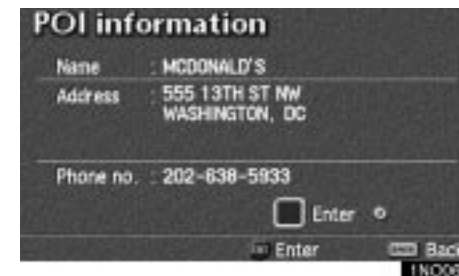 POI information
Name : MCDONALD'S
Address : 555 13TH ST NW
WASHINGTON, DC
Phone no. : 202-638-5933
Enter
Enter Back